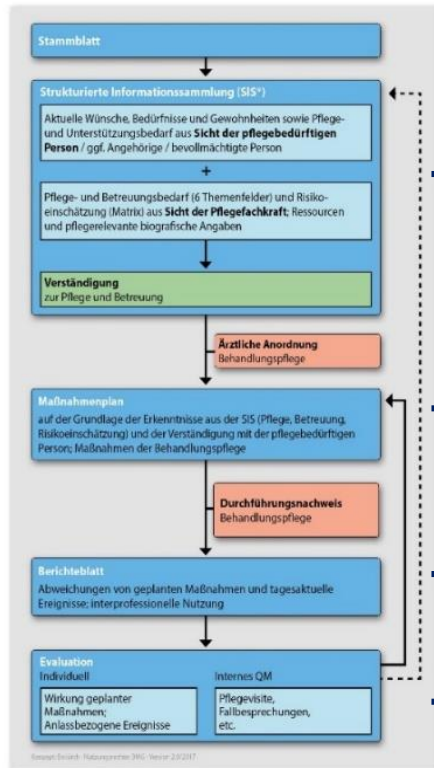 Stammblatt
Strukturierte Informationssammlung (SIS®)
Aktuelle Wünsche, Bedürfnisse und Gewohnheiten sowie Pflege-
und Unterstützungsbedarf aus Sicht der pflegebedürftigen
Person / ggf. Angehörige / bevollmächtigte Person
+
Pflege- und Betreuungsbedarf (6 Themenfelder) und Risiko-
einschätzung (Matrix) aus Sicht der Pflegefachkraft; Ressourcen
und pflegerelevante biografische Angaben
Verständigung
zur Pflege und Betreuung
Ärztliche Anordnung
Behandlungspflege
Maßnahmenplan
auf der Grundlage der Erkenntnisse aus der SIS (Pflege, Betreuung,
Risikoeinschätzung) und der Verständigung mit der pflegebedürftigen
Person; Maßnahmen der Behandlungspflege
Durchführungsnachweis
Behandlungspflege
Berichteblatt
Abweichungen von geplanten Maßnahmen und tagesaktuelle
Ereignisse; interprofessionelle Nutzung
Evaluation
Individuell
Wirkung geplanter
Maßnahmen;
Anlassbezogene Ereignisse
Internes QM
Pflegevisite,
Fallbesprechungen,
etc.